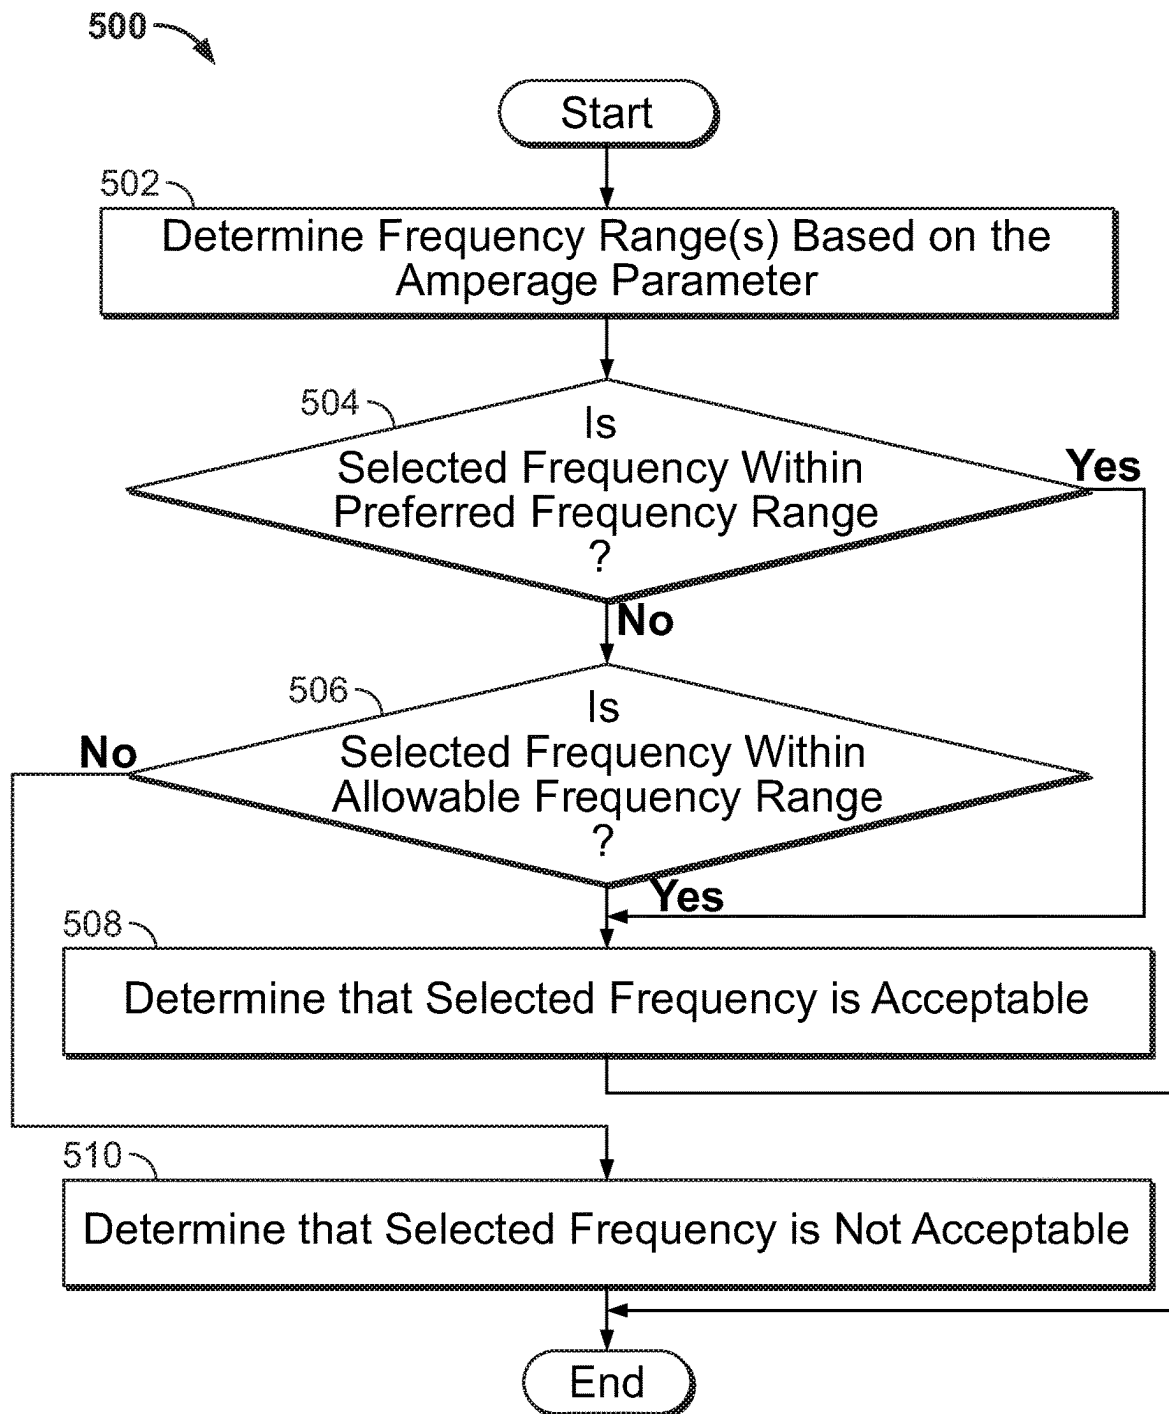 500
Start
502
Determine Frequency Range(s) Based on the
Amperage Parameter
504
Is
Selected Frequency Within
Preferred Frequency Range
?
Yes
No
506
Is
Selected Frequency Within
Allowable Frequency Range
?
No
Yes
508
Determine that Selected Frequency is Acceptable
510
Determine that Selected Frequency is Not Acceptable
End